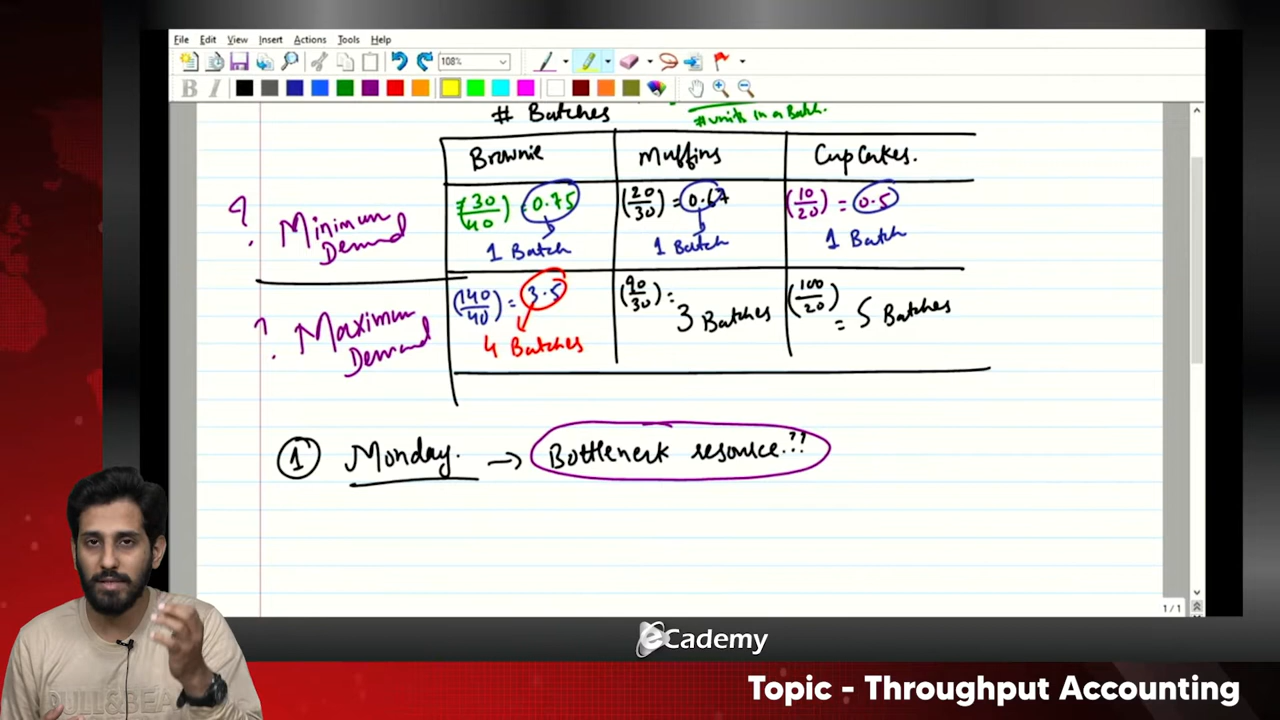 File Edit View Insert Actions Tools Help
108%
# Batches
#units in a Batch.
Brownie Muffins CupCakes.
? Minimum Demand
(30/40) = 0.75
1 Batch
(20/30) = 0.67
1 Batch
(10/20) = 0.5
1 Batch
? Maximum Demand
(140/40) = 3.5
4 Batches
(90/30) =
3 Batches
(100/20)
= 5 Batches
1 Monday. → Bottleneck resource??
1/1
PULL&BEA
eCademy
Topic - Throughput Accounting